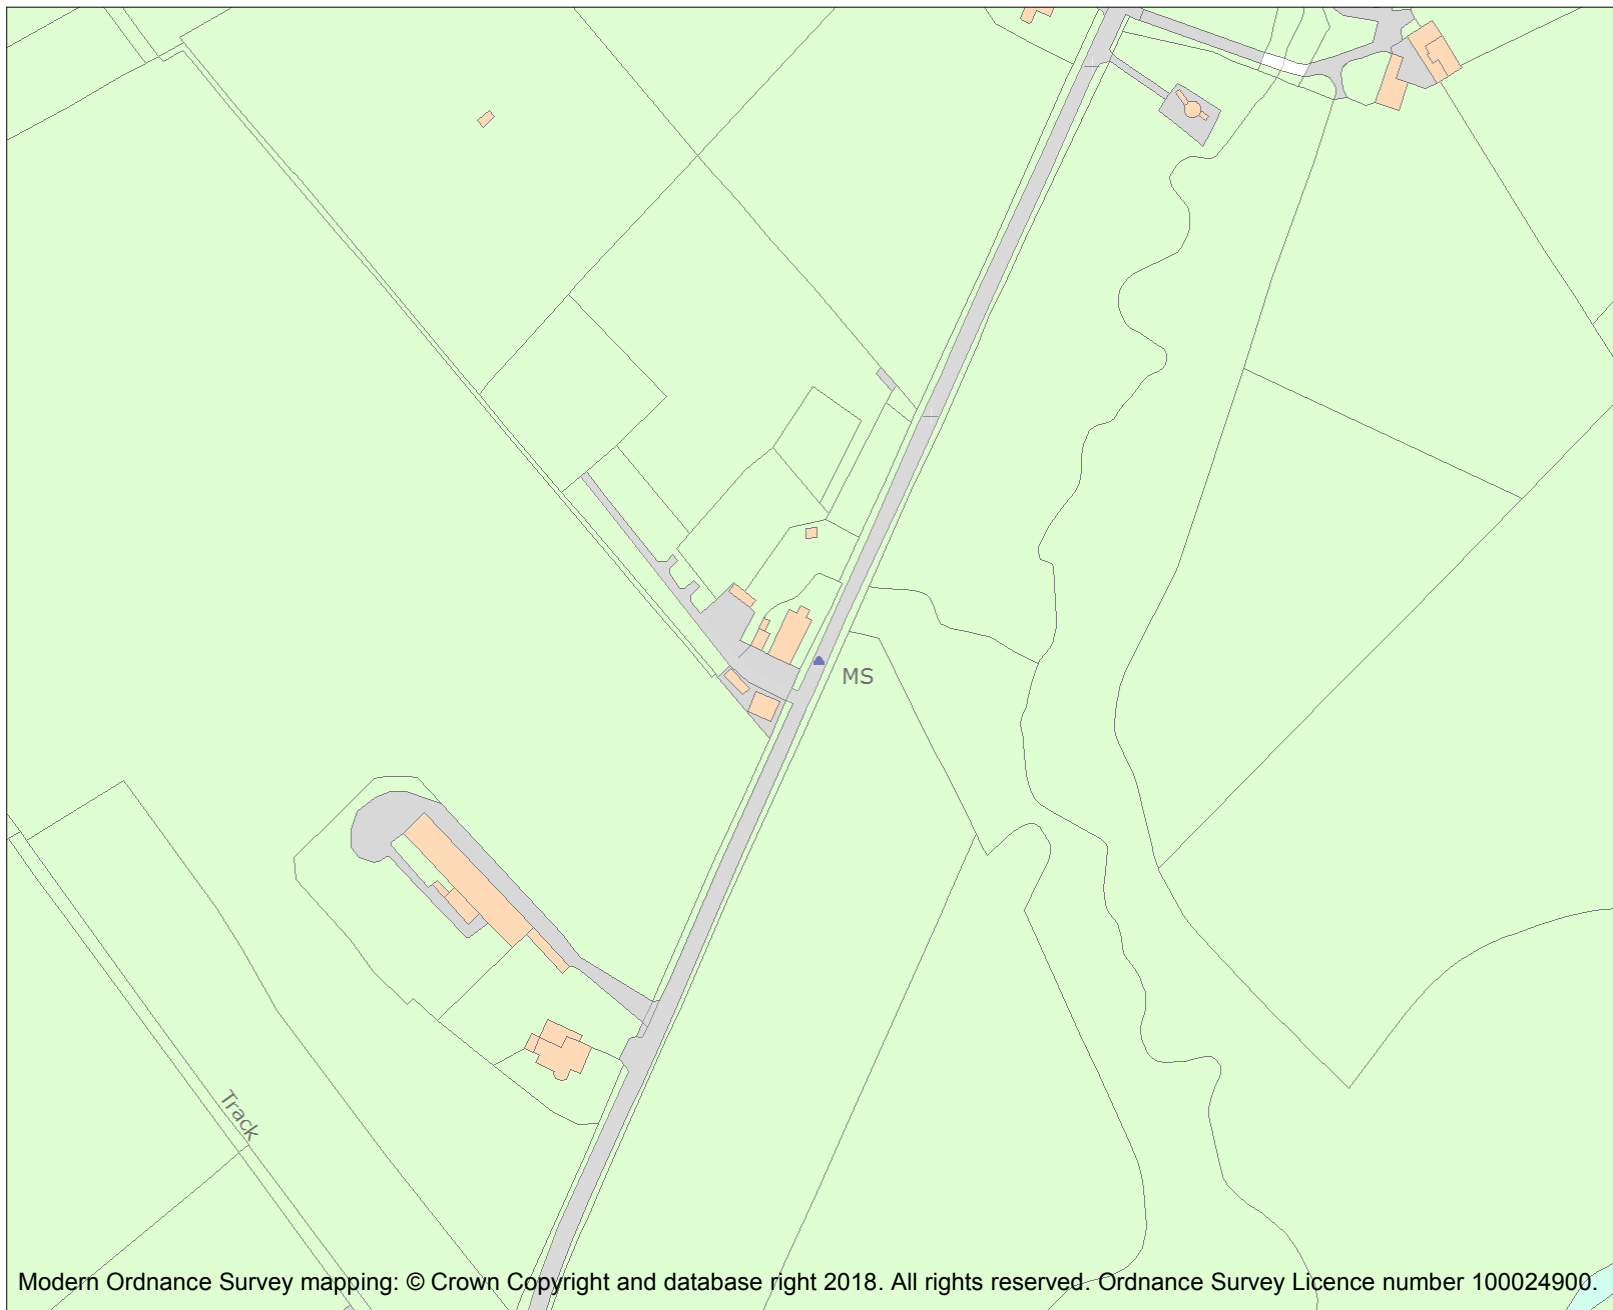 MS
Track
Modern Ordnance Survey mapping: © Crown Copyright and database right 2018. All rights reserved. Ordnance Survey Licence number 100024900.